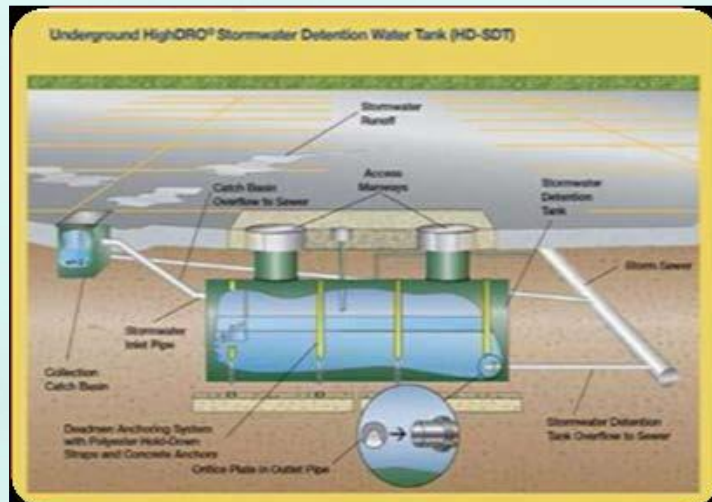 Underground HighDRO® Stormwater Detention Water Tank (HD-SDT)
Stormwater
Runoff
Catch Basin
Overflow to Sewer
Access
Manways
Stormwater
Detention
Tank
Storm Sewer
Stormwater
Inlet Pipe
Collection
Catch Basin
Deadmen Anchoring System
with Polyester Hold-Down
Straps and Concrete Anchors
Orifice Plate in Outlet Pipe
Stormwater Detention
Tank Overflow to Sewer